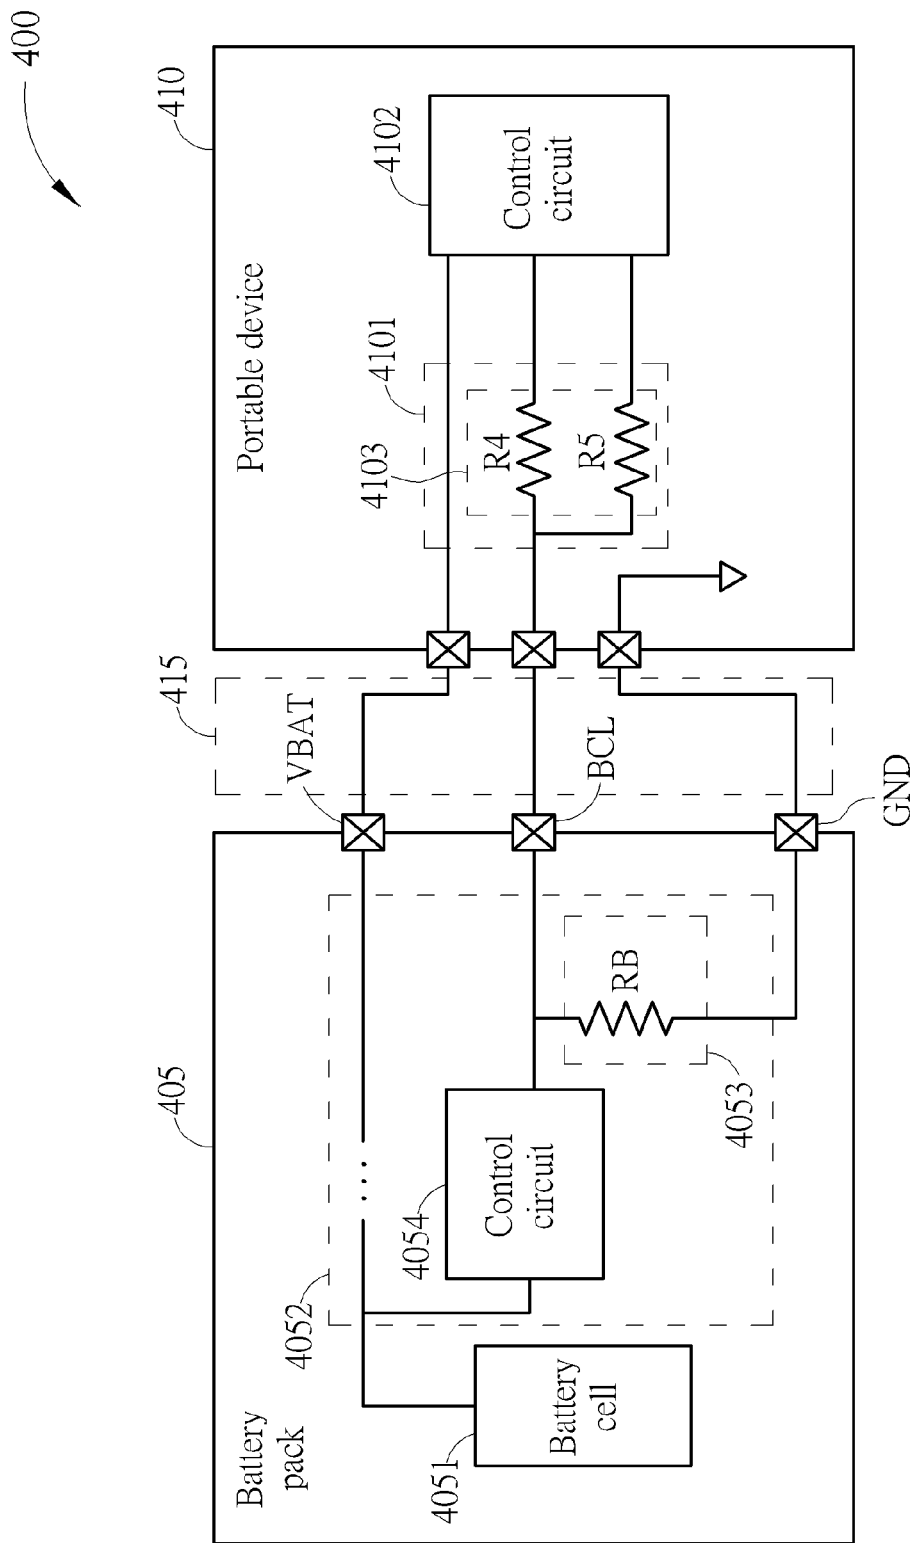 400
405
Battery
pack
4051
Battery
cell
4052
4054
Control
circuit
...
RB
4053
VBAT
BCL
GND
415
410
Portable device
4103
4101
R4
R5
4102
Control
circuit